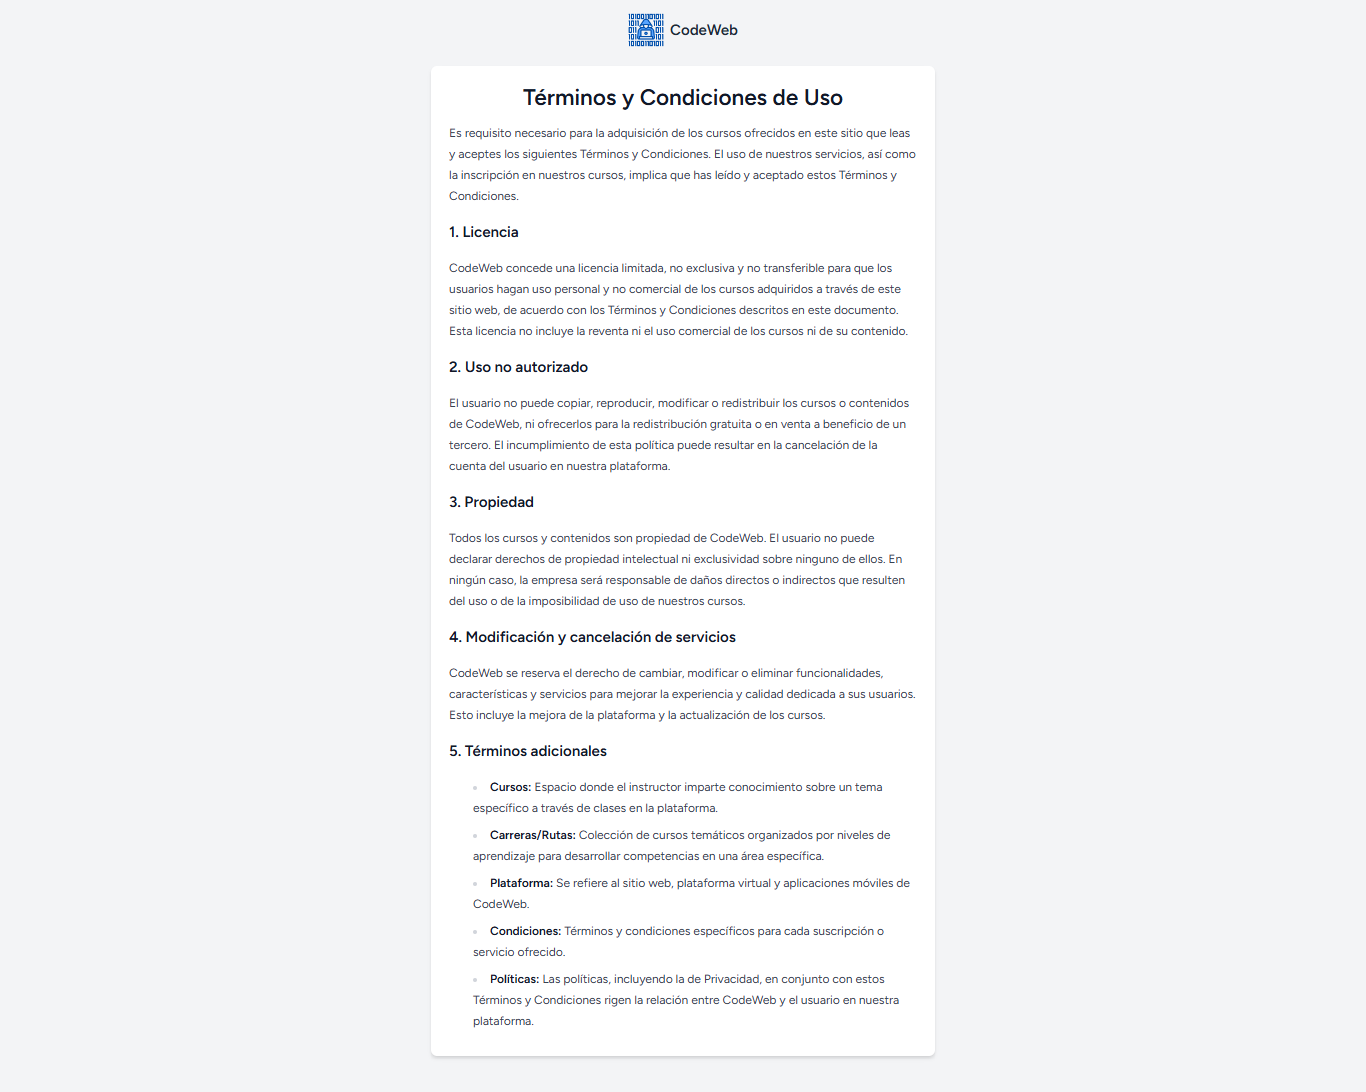 CodeWeb
Términos y Condiciones de Uso
Es requisito necesario para la adquisición de los cursos ofrecidos en este sitio que leas
y aceptes los siguientes Términos y Condiciones. El uso de nuestros servicios, así como
la inscripción en nuestros cursos, implica que has leído y aceptado estos Términos y
Condiciones.
1. Licencia
CodeWeb concede una licencia limitada, no exclusiva y no transferible para que los
usuarios hagan uso personal y no comercial de los cursos adquiridos a través de este
sitio web, de acuerdo con los Términos y Condiciones descritos en este documento.
Esta licencia no incluye la reventa ni el uso comercial de los cursos ni de su contenido.
2. Uso no autorizado
El usuario no puede copiar, reproducir, modificar o redistribuir los cursos o contenidos
de CodeWeb, ni ofrecerlos para la redistribución gratuita o en venta a beneficio de un
tercero. El incumplimiento de esta política puede resultar en la cancelación de la
cuenta del usuario en nuestra plataforma.
3. Propiedad
Todos los cursos y contenidos son propiedad de CodeWeb. El usuario no puede
declarar derechos de propiedad intelectual ni exclusividad sobre ninguno de ellos. En
ningún caso, la empresa será responsable de daños directos o indirectos que resulten
del uso o de la imposibilidad de uso de nuestros cursos.
4. Modificación y cancelación de servicios
CodeWeb se reserva el derecho de cambiar, modificar o eliminar funcionalidades,
características y servicios para mejorar la experiencia y calidad dedicada a sus usuarios.
Esto incluye la mejora de la plataforma y la actualización de los cursos.
5. Términos adicionales
Cursos: Espacio donde el instructor imparte conocimiento sobre un tema
específico a través de clases en la plataforma.
Carreras/Rutas: Colección de cursos temáticos organizados por niveles de
aprendizaje para desarrollar competencias en una área específica.
Plataforma: Se refiere al sitio web, plataforma virtual y aplicaciones móviles de
CodeWeb.
Condiciones: Términos y condiciones específicos para cada suscripción o
servicio ofrecido.
Políticas: Las políticas, incluyendo la de Privacidad, en conjunto con estos
Términos y Condiciones rigen la relación entre CodeWeb y el usuario en nuestra
plataforma.